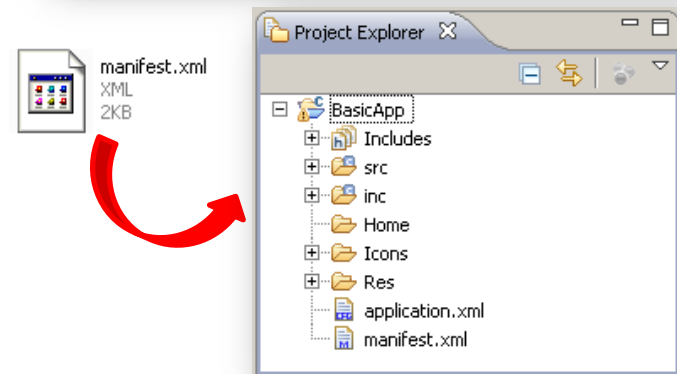 manifest.xml
XML
2KB
Project Explorer
BasicApp
Includes
src
inc
Home
Icons
Res
application.xml
manifest.xml